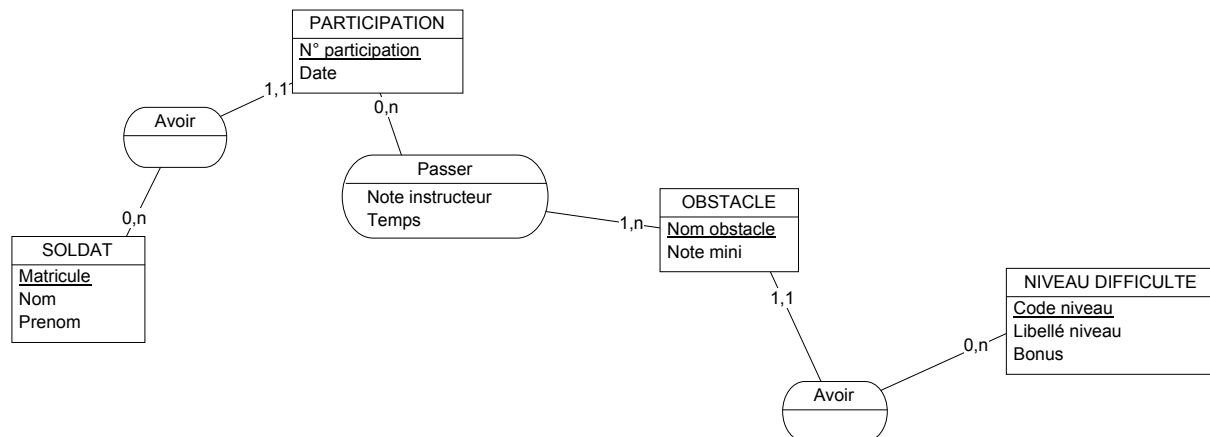 PARTICIPATION
N° participation
Date
1,1
0,n
Avoir
Passer
Note instructeur
Temps
0,n
1,n
OBSTACLE
Nom obstacle
Note mini
SOLDAT
Matricule
Nom
Prenom
1,1
NIVEAU DIFFICULTE
Code niveau
Libellé niveau
Bonus
0,n
Avoir